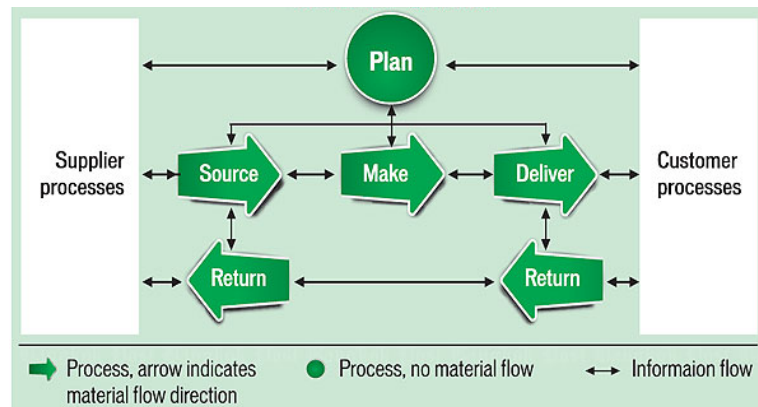 Plan
Supplier
processes
Source
Make
Deliver
Customer
processes
Return
Return
Process, arrow indicates
material flow direction
Process, no material flow
Informaion flow